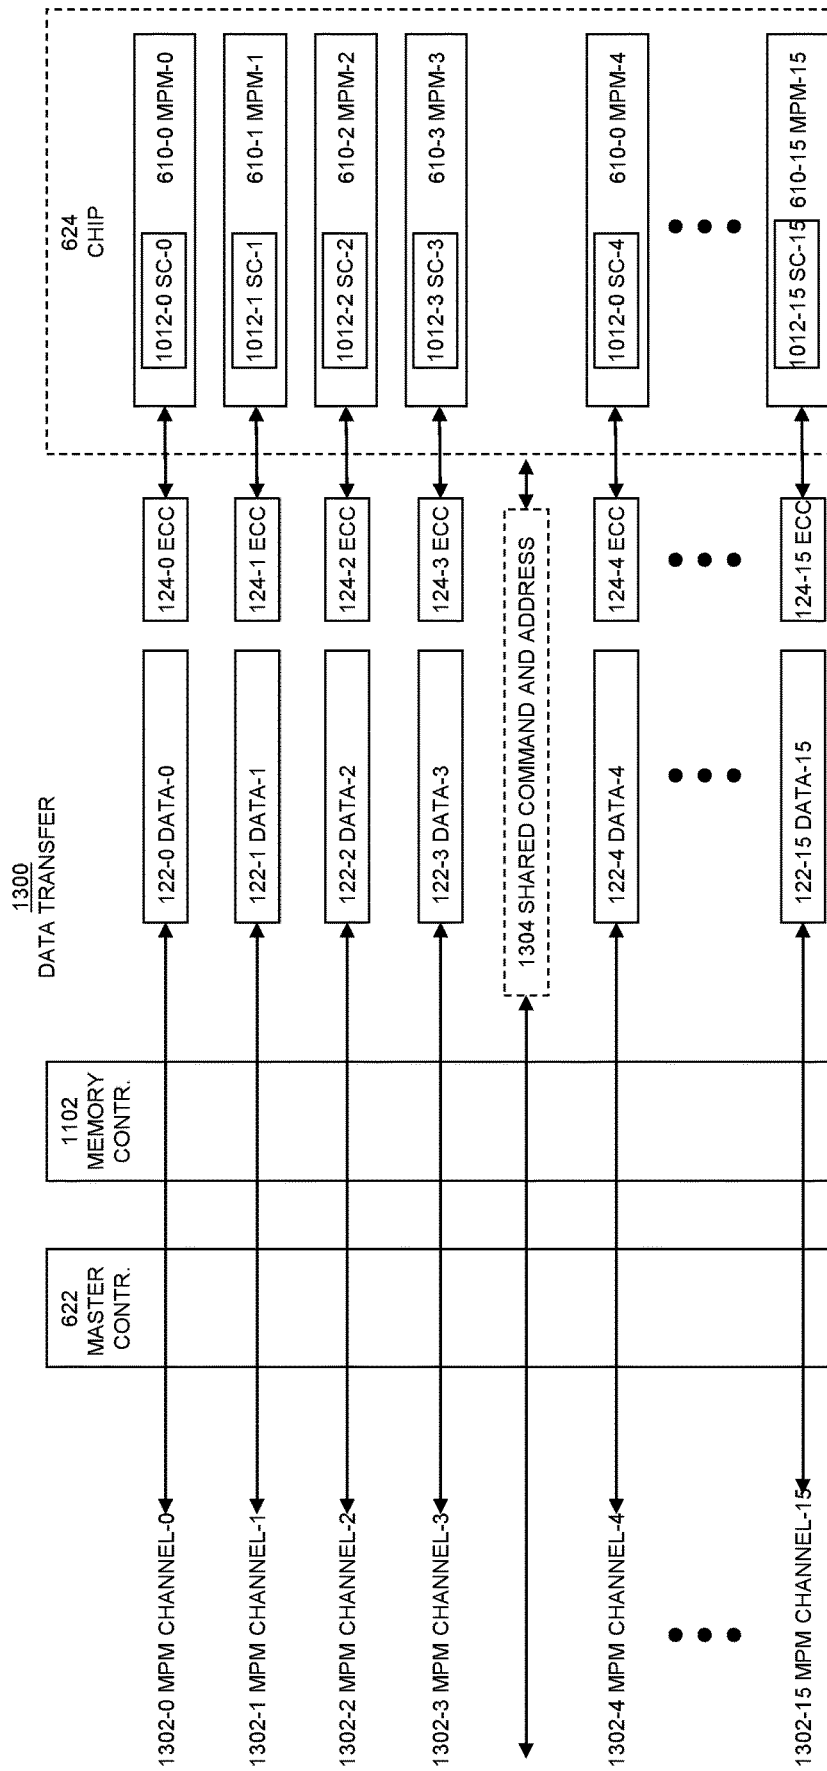 1300
DATA TRANSFER
622
MASTER
CONTR.
1102
MEMORY
CONTR.
624
CHIP
1302-0 MPM CHANNEL-0
122-0 DATA-0
124-0 ECC
1012-0 SC-0
610-0 MPM-0
1302-1 MPM CHANNEL-1
122-1 DATA-1
124-1 ECC
1012-1 SC-1
610-1 MPM-1
1302-2 MPM CHANNEL-2
122-2 DATA-2
124-2 ECC
1012-2 SC-2
610-2 MPM-2
1302-3 MPM CHANNEL-3
122-3 DATA-3
124-3 ECC
1012-3 SC-3
610-3 MPM-3
1304 SHARED COMMAND AND ADDRESS
1302-4 MPM CHANNEL-4
122-4 DATA-4
124-4 ECC
1012-0 SC-4
610-0 MPM-4
1302-15 MPM CHANNEL-15
122-15 DATA-15
124-15 ECC
1012-15 SC-15
610-15 MPM-15